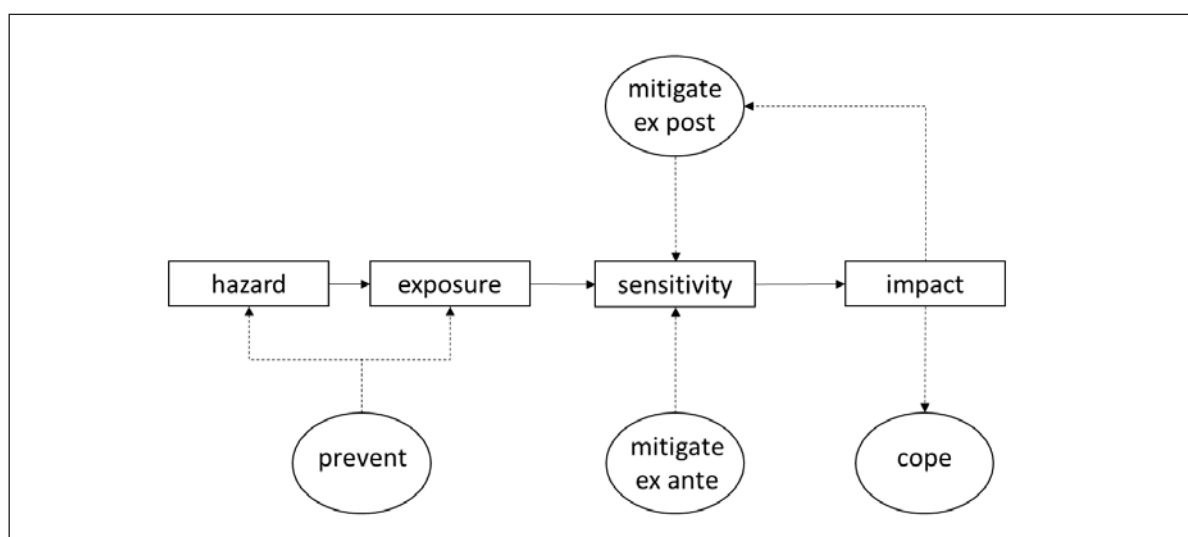 mitigate
ex post
hazard
exposure
sensitivity
impact
prevent
mitigate
ex ante
cope